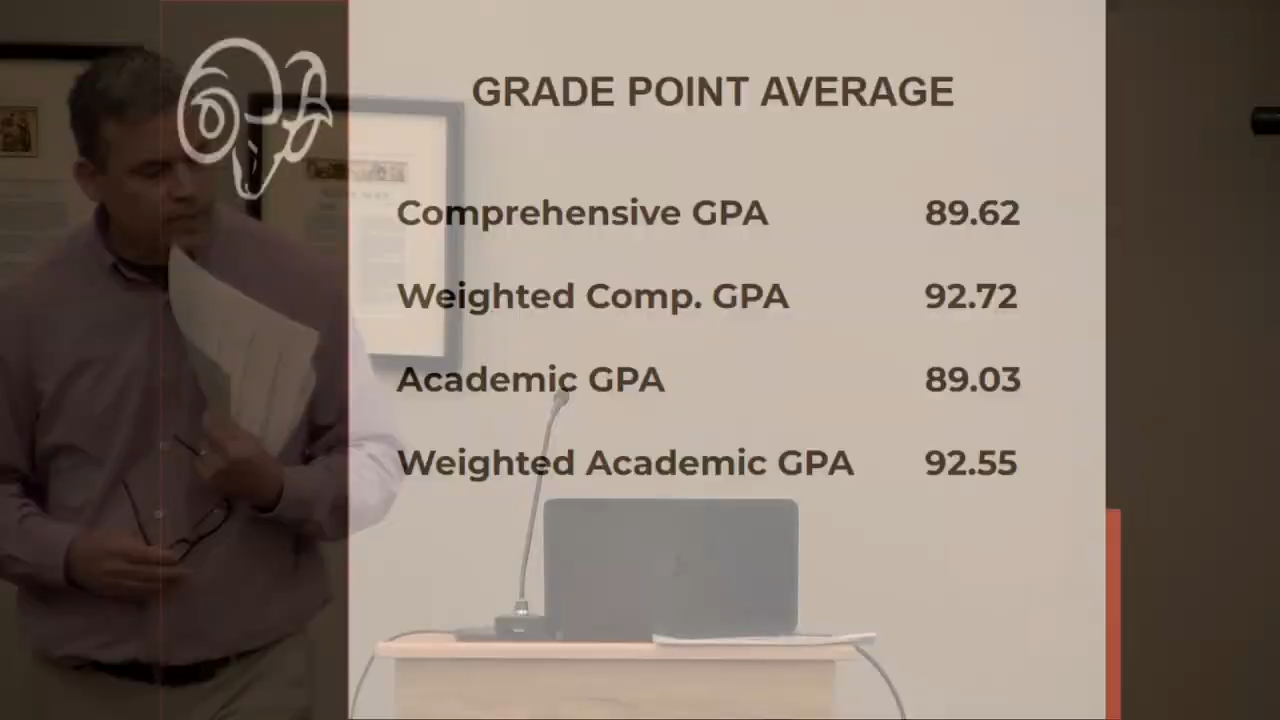 GRADE POINT AVERAGE
Comprehensive GPA 89.62
Weighted Comp. GPA 92.72
Academic GPA 89.03
Weighted Academic GPA 92.55